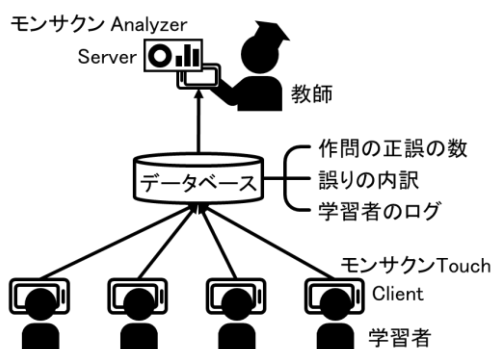 モンサクン Analyzer
Server
教師
データベース
作問の正誤の数
誤りの内訳
学習者のログ
モンサクンTouch
Client
学習者